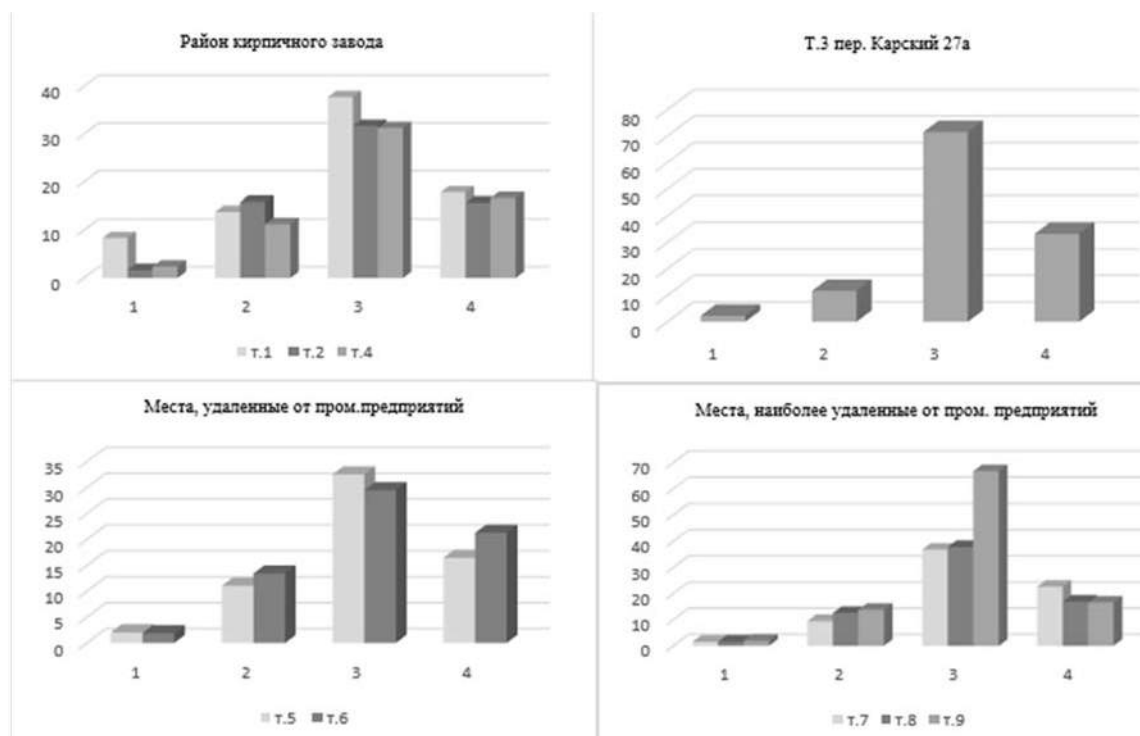 Район кирпичного завода
40
30
20
10
0
1 2 3 4
т.1 т.2 т.4
Т.3 пер. Карский 27а
80
70
60
50
40
30
20
10
0
1 2 3 4
Места, удаленные от пром.предприятий
35
30
25
20
15
10
5
0
1 2 3 4
т.5 т.6
Места, наиболее удаленные от пром. предприятий
70
60
50
40
30
20
10
0
1 2 3 4
т.7 т.8 т.9